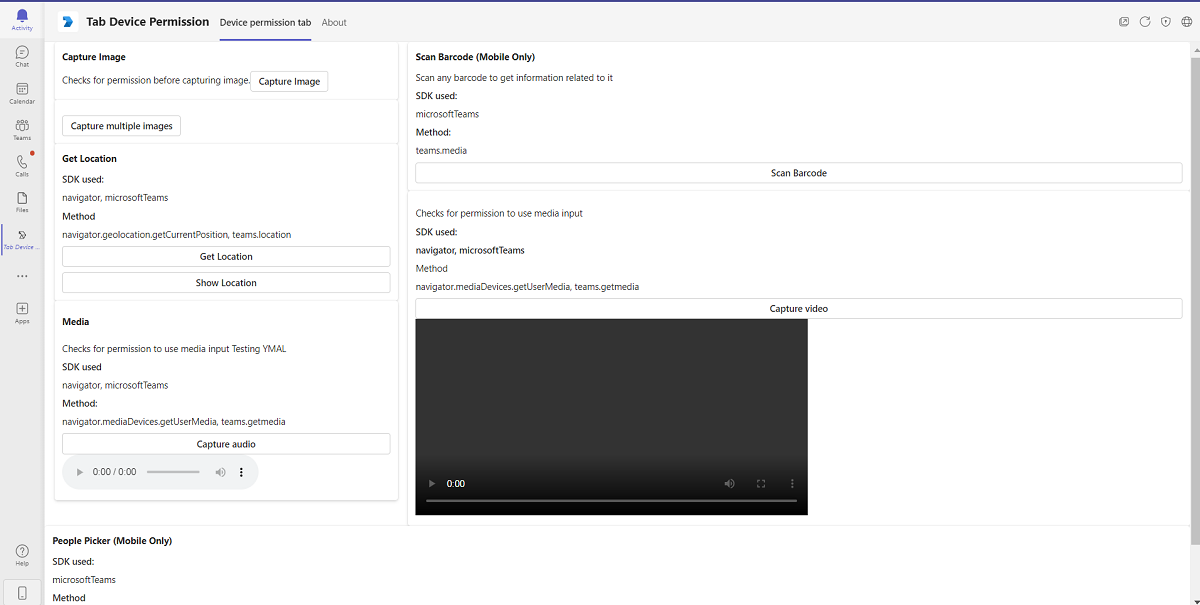 Activity
Chat
Calendar
Teams
Calls
Files
Tab Device ...
Apps
Help
Tab Device Permission
Device permission tab
About
Capture Image
Checks for permission before capturing image.
Capture Image
Capture multiple images
Get Location
SDK used:
navigator, microsoftTeams
Method
navigator.geolocation.getCurrentPosition, teams.location
Get Location
Show Location
Media
Checks for permission to use media input Testing YMAL
SDK used
navigator, microsoftTeams
Method:
navigator.mediaDevices.getUserMedia, teams.getmedia
Capture audio
0:00 / 0:00
Scan Barcode (Mobile Only)
Scan any barcode to get information related to it
SDK used:
microsoftTeams
Method:
teams.media
Scan Barcode
Checks for permission to use media input
SDK used:
navigator, microsoftTeams
Method
navigator.mediaDevices.getUserMedia, teams.getmedia
Capture video
0:00
People Picker (Mobile Only)
SDK used:
microsoftTeams
Method